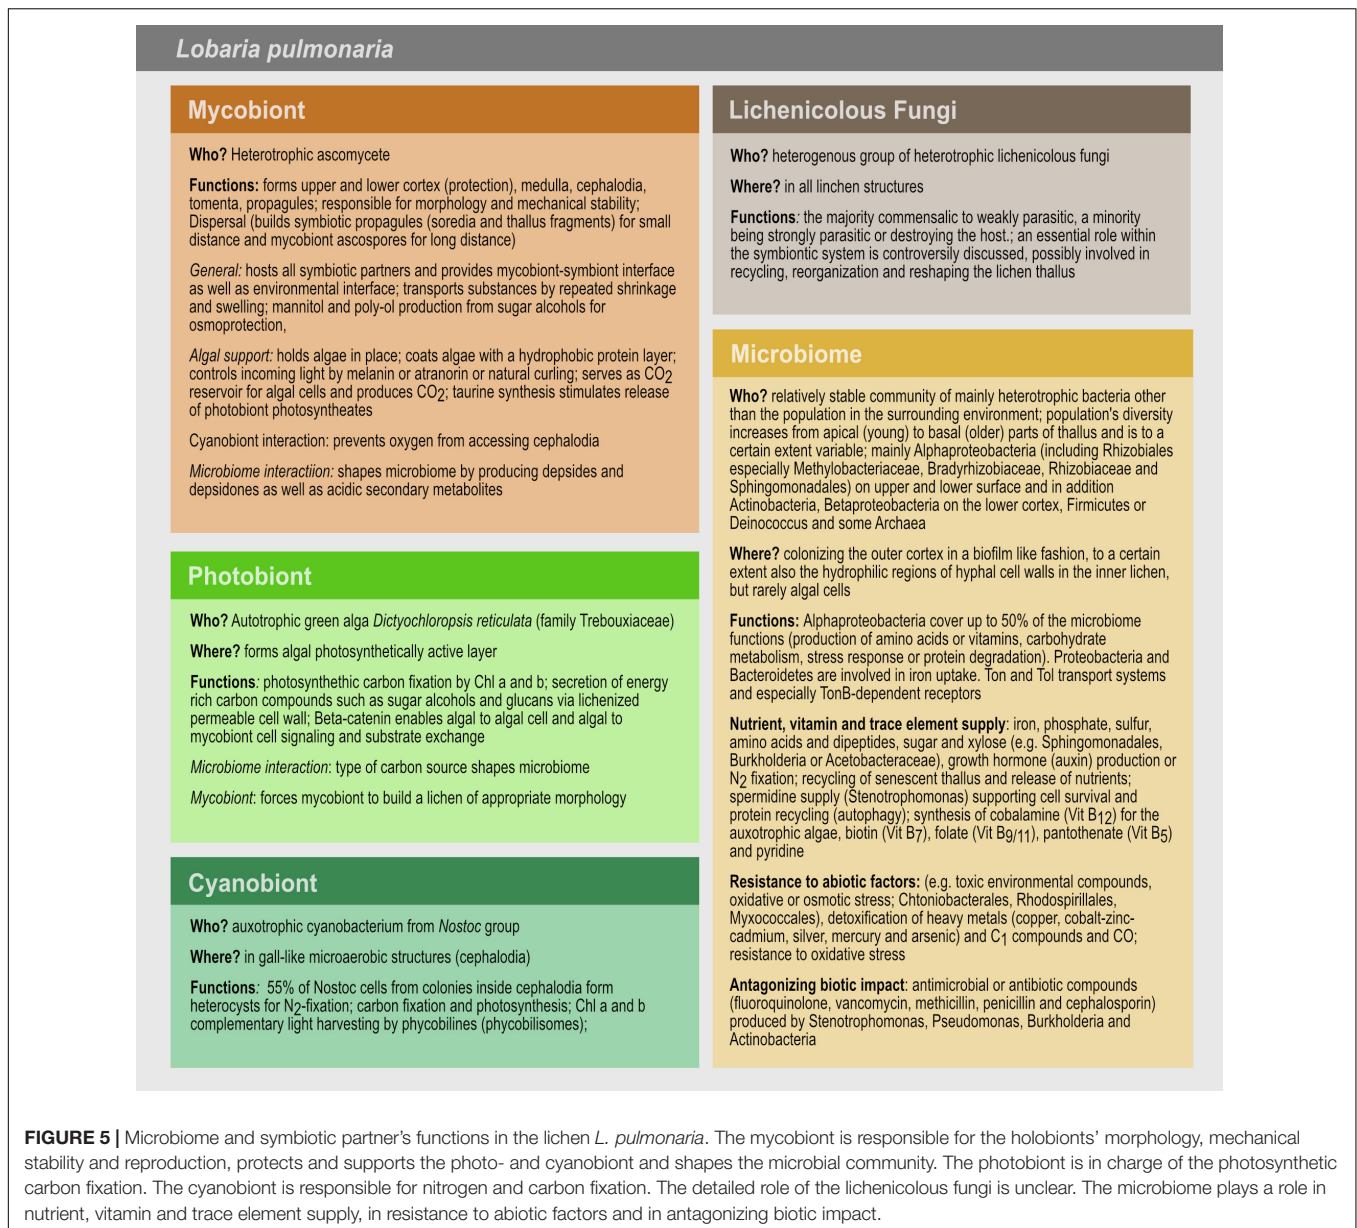 Lobaria pulmonaria
Mycobiont
Who? Heterotrophic ascomycete
Functions: forms upper and lower cortex (protection), medulla, cephalodia,
tomenta, propagules; responsible for morphology and mechanical stability;
Dispersal (builds symbiotic propagules (soredia and thallus fragments) for small
distance and mycobiont ascospores for long distance)
General: hosts all symbiotic partners and provides mycobiont-symbiont interface
as well as environmental interface; transports substances by repeated shrinkage
and swelling; mannitol and poly-ol production from sugar alcohols for
osmoprotection,
Algal support: holds algae in place; coats algae with a hydrophobic protein layer;
controls incoming light by melanin or atranorin or natural curling; serves as CO2
reservoir for algal cells and produces CO2; taurine synthesis stimulates release
of photobiont photosyntheates
Cyanobiont interaction: prevents oxygen from accessing cephalodia
Microbiome interactiion: shapes microbiome by producing depsides and
depsidones as well as acidic secondary metabolites
Photobiont
Who? Autotrophic green alga Dictyochloropsis reticulata (family Trebouxiaceae)
Where? forms algal photosynthetically active layer
Functions: photosynthethic carbon fixation by Chl a and b; secretion of energy
rich carbon compounds such as sugar alcohols and glucans via lichenized
permeable cell wall; Beta-catenin enables algal to algal cell and algal to
mycobiont cell signaling and substrate exchange
Microbiome interaction: type of carbon source shapes microbiome
Mycobiont: forces mycobiont to build a lichen of appropriate morphology
Cyanobiont
Who? auxotrophic cyanobacterium from Nostoc group
Where? in gall-like microaerobic structures (cephalodia)
Functions: 55% of Nostoc cells from colonies inside cephalodia form
heterocysts for N2-fixation; carbon fixation and photosynthesis; Chl a and b
complementary light harvesting by phycobilines (phycobilisomes);
Lichenicolous Fungi
Who? heterogenous group of heterotrophic lichenicolous fungi
Where? in all linchen structures
Functions: the majority commensalic to weakly parasitic, a minority
being strongly parasitic or destroying the host.; an essential role within
the symbiontic system is controversily discussed, possibly involved in
recycling, reorganization and reshaping the lichen thallus
Microbiome
Who? relatively stable community of mainly heterotrophic bacteria other
than the population in the surrounding environment; population's diversity
increases from apical (young) to basal (older) parts of thallus and is to a
certain extent variable; mainly Alphaproteobacteria (including Rhizobiales
especially Methylobacteriaceae, Bradyrhizobiaceae, Rhizobiaceae and
Sphingomonadales) on upper and lower surface and in addition
Actinobacteria, Betaproteobacteria on the lower cortex, Firmicutes or
Deinococcus and some Archaea
Where? colonizing the outer cortex in a biofilm like fashion, to a certain
extent also the hydrophilic regions of hyphal cell walls in the inner lichen,
but rarely algal cells
Functions: Alphaproteobacteria cover up to 50% of the microbiome
functions (production of amino acids or vitamins, carbohydrate
metabolism, stress response or protein degradation). Proteobacteria and
Bacteroidetes are involved in iron uptake. Ton and Tol transport systems
and especially TonB-dependent receptors
Nutrient, vitamin and trace element supply: iron, phosphate, sulfur,
amino acids and dipeptides, sugar and xylose (e.g. Sphingomonadales,
Burkholderia or Acetobacteraceae), growth hormone (auxin) production or
N2 fixation; recycling of senescent thallus and release of nutrients;
spermidine supply (Stenotrophomonas) supporting cell survival and
protein recycling (autophagy); synthesis of cobalamine (Vit B12) for the
auxotrophic algae, biotin (Vit B7), folate (Vit B9/11), pantothenate (Vit B5)
and pyridine
Resistance to abiotic factors: (e.g. toxic environmental compounds,
oxidative or osmotic stress; Chtoniobacterales, Rhodospirillales,
Myxococcales), detoxification of heavy metals (copper, cobalt-zinc-
cadmium, silver, mercury and arsenic) and C1 compounds and CO;
resistance to oxidative stress
Antagonizing biotic impact: antimicrobial or antibiotic compounds
(fluoroquinolone, vancomycin, methicillin, penicillin and cephalosporin)
produced by Stenotrophomonas, Pseudomonas, Burkholderia and
Actinobacteria
FIGURE 5 | Microbiome and symbiotic partner's functions in the lichen L. pulmonaria. The mycobiont is responsible for the holobionts' morphology, mechanical
stability and reproduction, protects and supports the photo- and cyanobiont and shapes the microbial community. The photobiont is in charge of the photosynthetic
carbon fixation. The cyanobiont is responsible for nitrogen and carbon fixation. The detailed role of the lichenicolous fungi is unclear. The microbiome plays a role in
nutrient, vitamin and trace element supply, in resistance to abiotic factors and in antagonizing biotic impact.